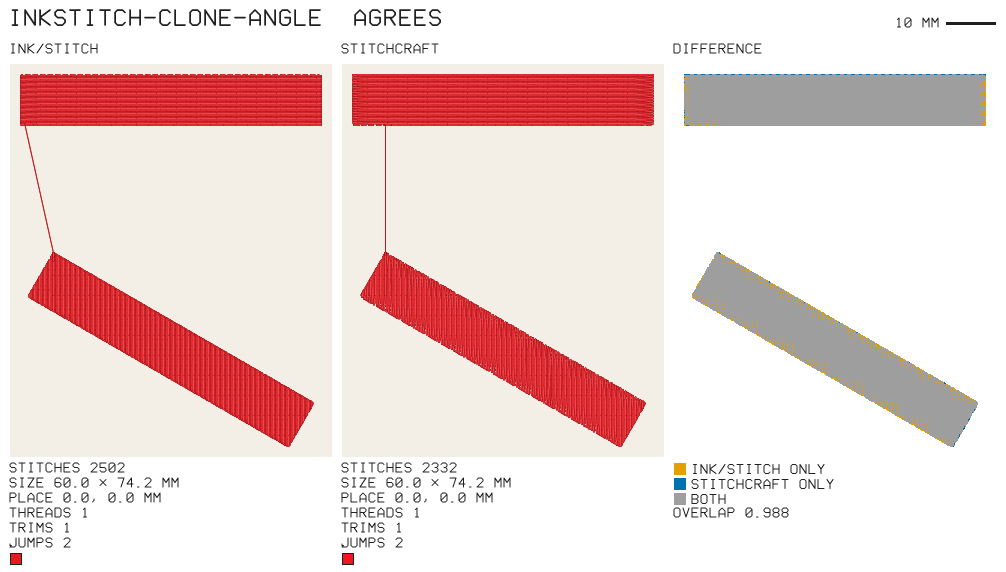 INKSTITCH-CLONE-ANGLE AGREES
10 MM
INK/STITCH
STITCHCRAFT
DIFFERENCE
STITCHES 2502
SIZE 60.0 × 74.2 MM
PLACE 0.0, 0.0 MM
THREADS 1
TRIMS 1
JUMPS 2
STITCHES 2332
SIZE 60.0 × 74.2 MM
PLACE 0.0, 0.0 MM
THREADS 1
TRIMS 1
JUMPS 2
INK/STITCH ONLY
STITCHCRAFT ONLY
BOTH
OVERLAP 0.988